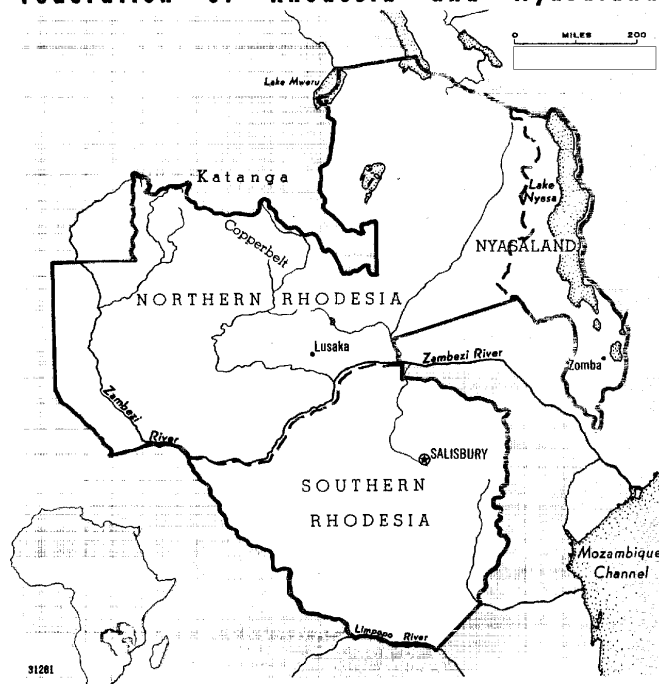 Federation of Rhodesia and Nyasaland
0 MILES 200
Lake Mweru
Katanga
Lake
Nyasa
Copperbelt
NYASALAND
NORTHERN RHODESIA
Lusaka
Zambezi River
Zomba
Zambezi
River
SALISBURY
SOUTHERN
RHODESIA
Mozambique
Channel
Limpopo River
31281